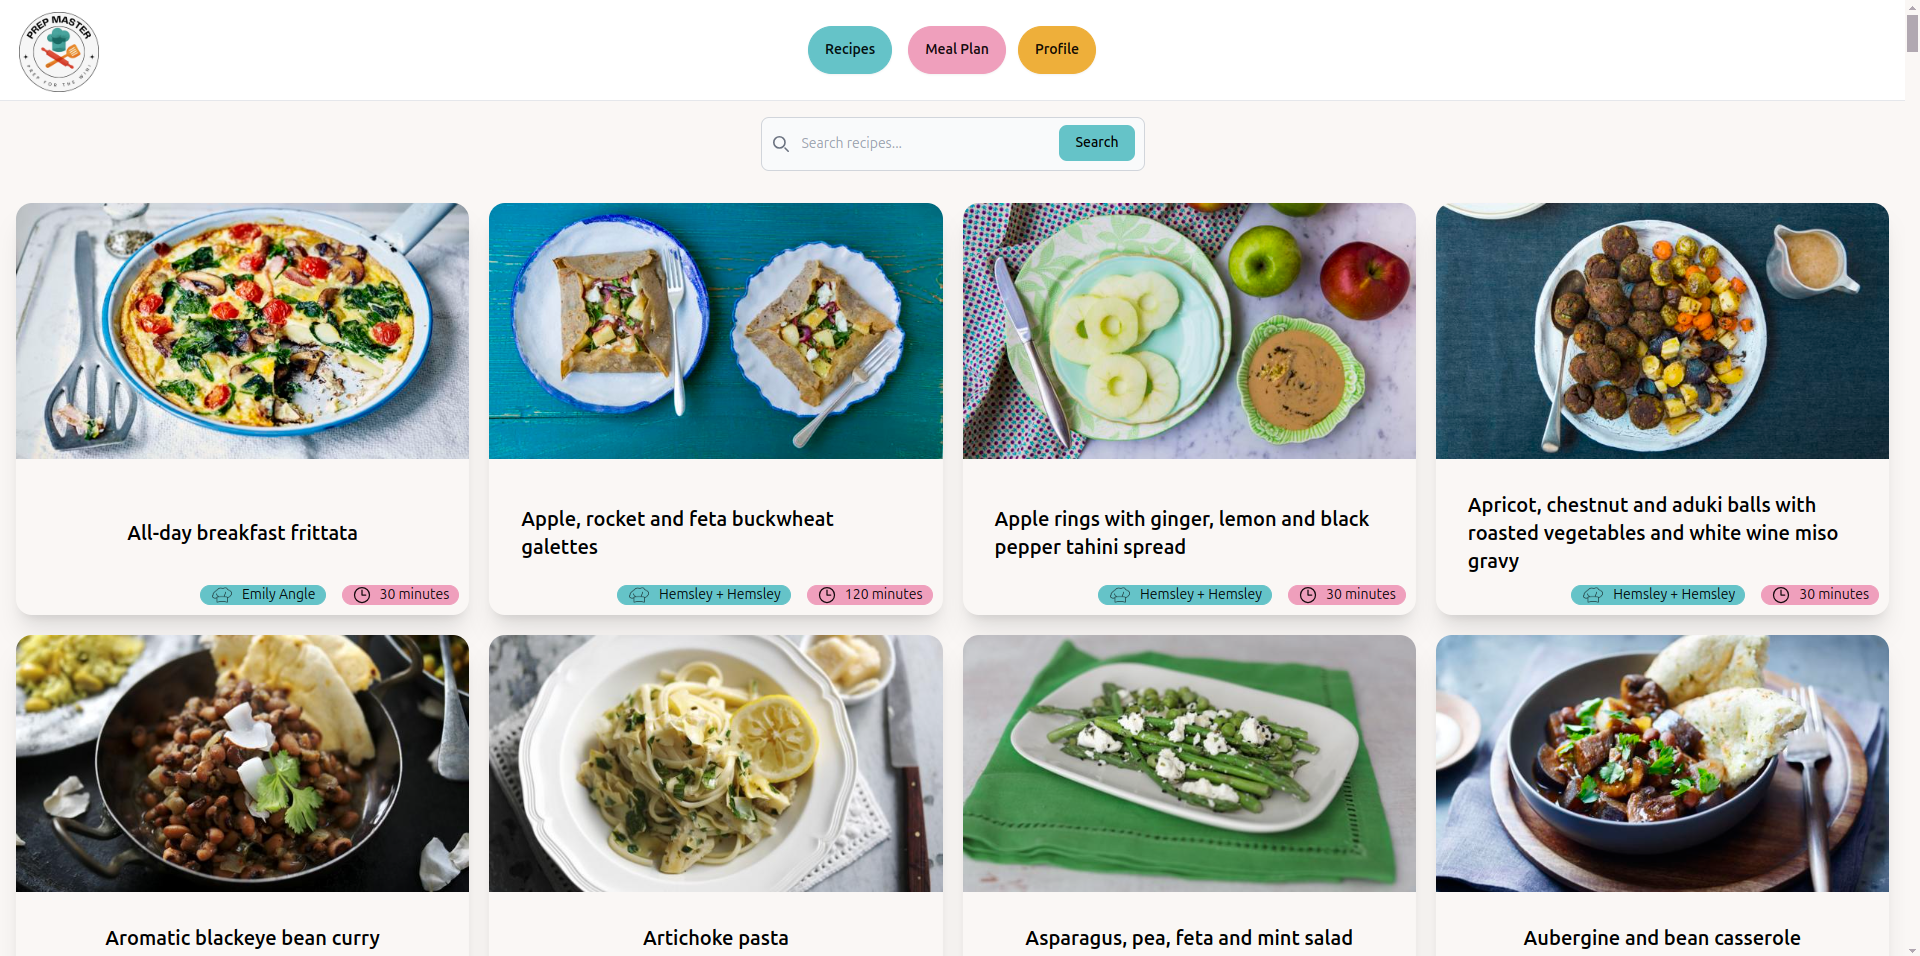 PREP MASTER
PREP FOR THE WIN!
Recipes
Meal Plan
Profile
Search recipes...
Search
All-day breakfast frittata
Emily Angle
30 minutes
Apple, rocket and feta buckwheat
galettes
Hemsley + Hemsley
120 minutes
Apple rings with ginger, lemon and black
pepper tahini spread
Hemsley + Hemsley
30 minutes
Apricot, chestnut and aduki balls with
roasted vegetables and white wine miso
gravy
Hemsley + Hemsley
30 minutes
Aromatic blackeye bean curry
Artichoke pasta
Asparagus, pea, feta and mint salad
Aubergine and bean casserole